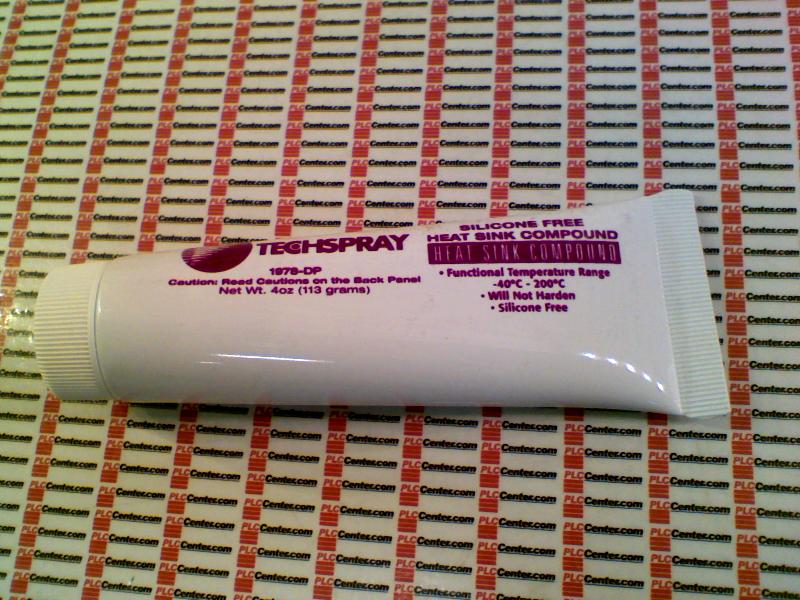 TECHSPRAY
1978-DP
Caution: Read Cautions on the Back Panel
Net Wt. 4oz (113 grams)
SILICONE FREE
HEAT SINK COMPOUND
HEAT SINK COMPOUND
• Functional Temperature Range
-40°C - 200°C
• Will Not Harden
• Silicone Free
PLCCenter.com